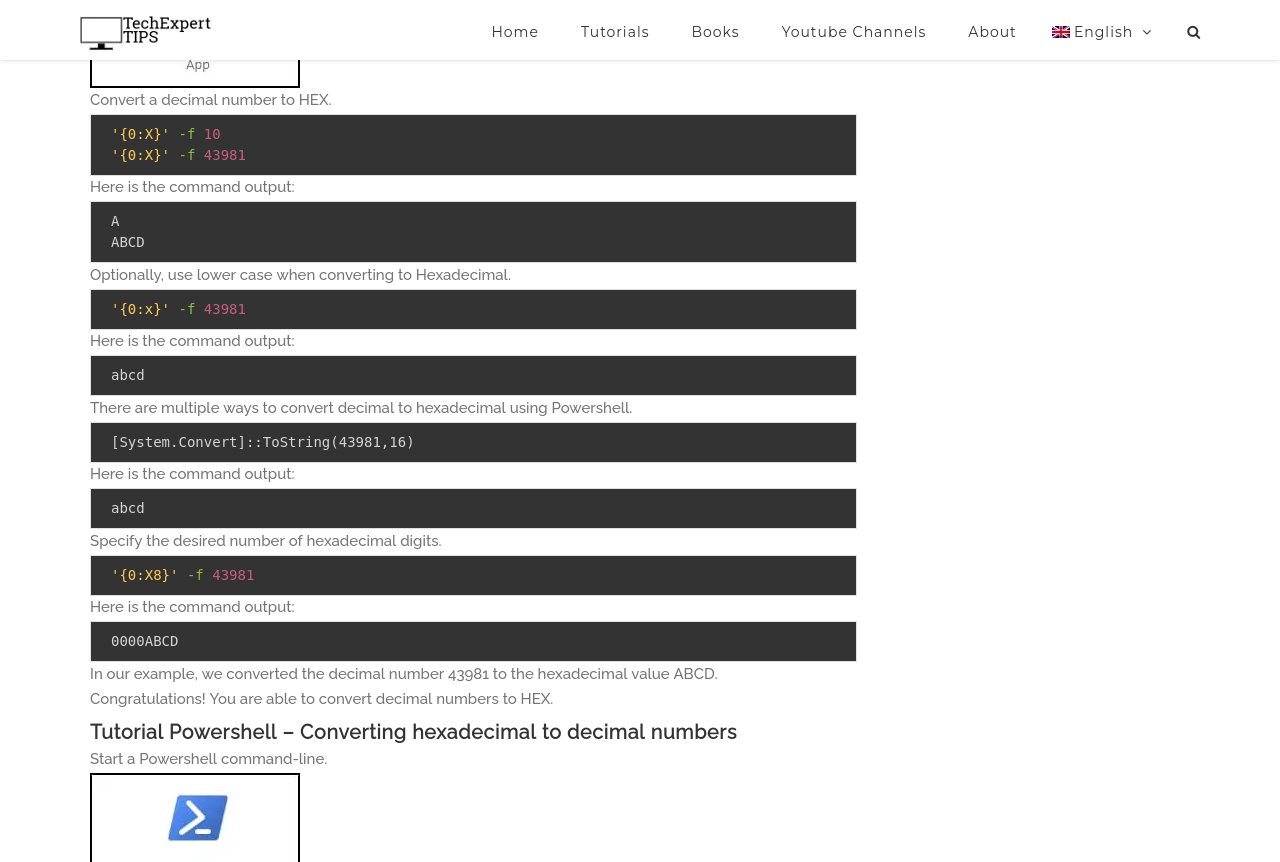 TechExpert
TIPS
Home Tutorials Books Youtube Channels About English
App
Convert a decimal number to HEX.
'{0:X}' -f 10
'{0:X}' -f 43981
Here is the command output:
A
ABCD
Optionally, use lower case when converting to Hexadecimal.
'{0:x}' -f 43981
Here is the command output:
abcd
There are multiple ways to convert decimal to hexadecimal using Powershell.
[System.Convert]::ToString(43981,16)
Here is the command output:
abcd
Specify the desired number of hexadecimal digits.
'{0:X8}' -f 43981
Here is the command output:
0000ABCD
In our example, we converted the decimal number 43981 to the hexadecimal value ABCD.
Congratulations! You are able to convert decimal numbers to HEX.
Tutorial Powershell – Converting hexadecimal to decimal numbers
Start a Powershell command-line.